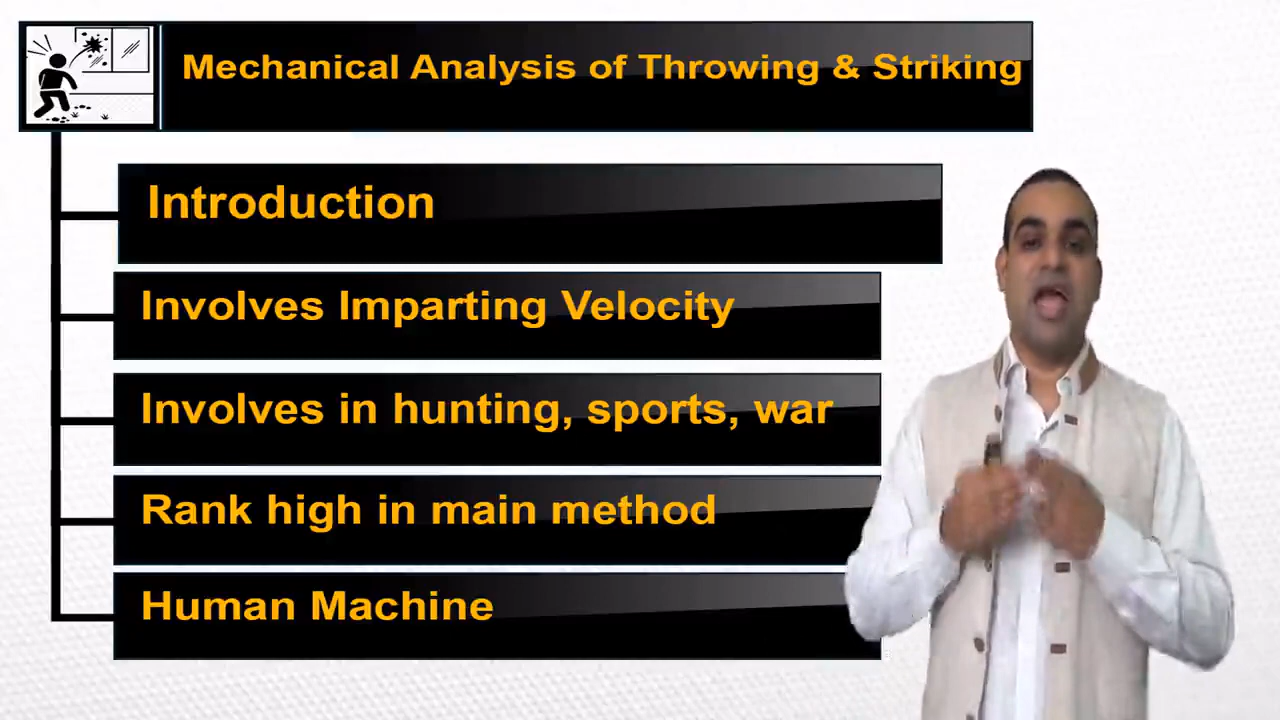 Mechanical Analysis of Throwing & Striking
Introduction
Involves Imparting Velocity
Involves in hunting, sports, war
Rank high in main method
Human Machine